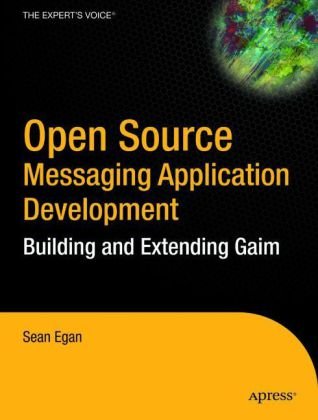 THE EXPERT'S VOICE®
Open Source
Messaging Application
Development
Building and Extending Gaim
Sean Egan
Apress®